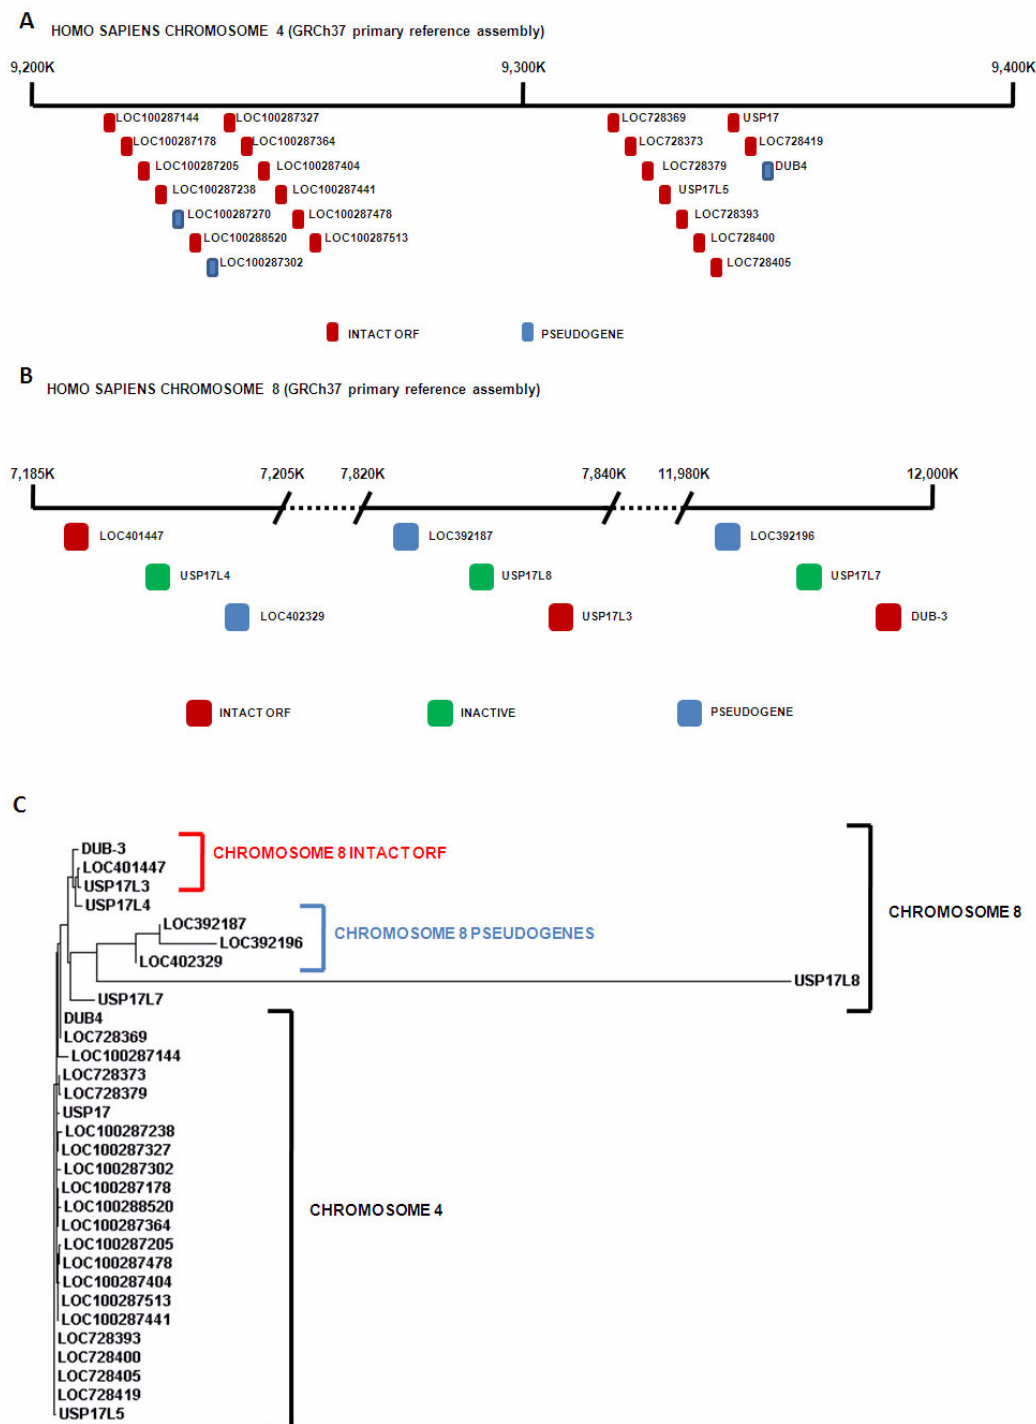 A
HOMO SAPIENS CHROMOSOME 4 (GRCh37 primary reference assembly)
9,200K 9,300K 9,400K
LOC100287144 LOC100287327 LOC728369 USP17
LOC100287178 LOC100287364 LOC728373 LOC728419
LOC100287205 LOC100287404 LOC728379 DUB4
LOC100287238 LOC100287441 USP17L5
LOC100287270 LOC100287478 LOC728393
LOC100288520 LOC100287513 LOC728400
LOC100287302 LOC728405
INTACT ORF PSEUDOGENE
B
HOMO SAPIENS CHROMOSOME 8 (GRCh37 primary reference assembly)
7,185K 7,205K 7,820K 7,840K 11,980K 12,000K
LOC401447 LOC392187 LOC392196
USP17L4 USP17L8 USP17L7
LOC402329 USP17L3 DUB-3
INTACT ORF INACTIVE PSEUDOGENE
C
DUB-3
LOC401447
USP17L3
USP17L4
CHROMOSOME 8 INTACT ORF
LOC392187
LOC392196
LOC402329
CHROMOSOME 8 PSEUDOGENES
USP17L8
USP17L7
CHROMOSOME 8
DUB4
LOC728369
LOC100287144
LOC728373
LOC728379
USP17
LOC100287238
LOC100287327
LOC100287302
LOC100287178
LOC100288520
LOC100287364
LOC100287205
LOC100287478
LOC100287404
LOC100287513
LOC100287441
LOC728393
LOC728400
LOC728405
LOC728419
USP17L5
CHROMOSOME 4